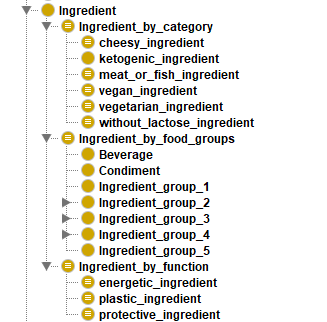 Ingredient
Ingredient_by_category
cheesy_ingredient
ketogenic_ingredient
meat_or_fish_ingredient
vegan_ingredient
vegetarian_ingredient
without_lactose_ingredient
Ingredient_by_food_groups
Beverage
Condiment
Ingredient_group_1
Ingredient_group_2
Ingredient_group_3
Ingredient_group_4
Ingredient_group_5
Ingredient_by_function
energetic_ingredient
plastic_ingredient
protective_ingredient